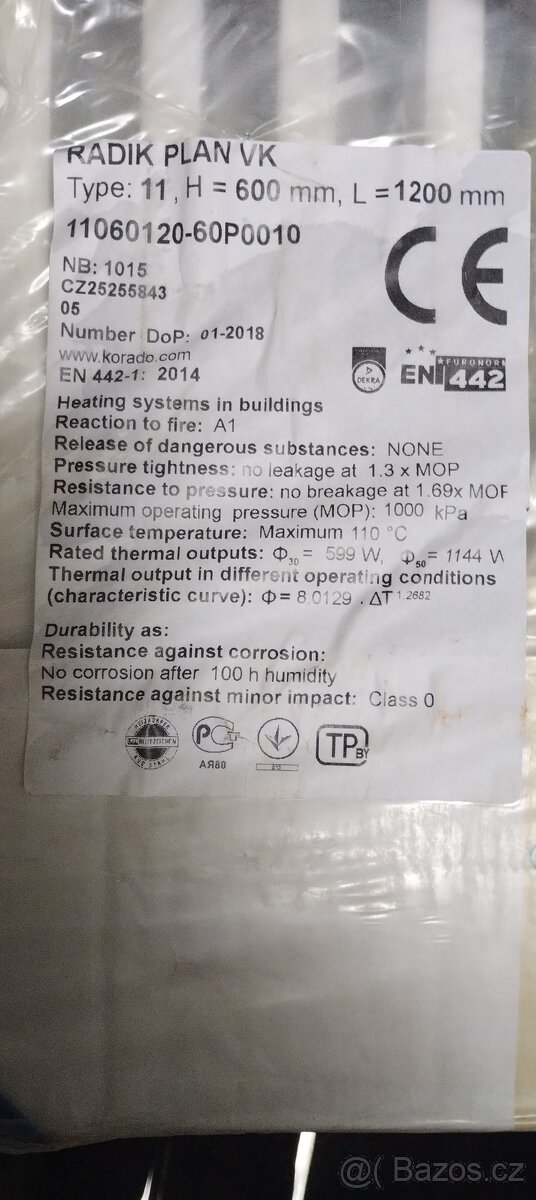 RADIK PLAN VK
Type: 11, H = 600 mm, L = 1200 mm
11060120-60P0010
NB: 1015
CZ25255843
05
Number DoP: 01-2018
www.korado.com
EN 442-1: 2014
CE
DEKRA
EURONORM
EN 442
Heating systems in buildings
Reaction to fire: A1
Release of dangerous substances: NONE
Pressure tightness: no leakage at 1.3 x MOP
Resistance to pressure: no breakage at 1.69x MOP
Maximum operating pressure (MOP): 1000 kPa
Surface temperature: Maximum 110 °C
Rated thermal outputs: Φ30 = 599 W, Φ50 = 1144 W
Thermal output in different operating conditions
(characteristic curve): Φ = 8.0129 . ΔT 1.2682
Durability as:
Resistance against corrosion:
No corrosion after 100 h humidity
Resistance against minor impact: Class 0
АЯ80
TP BY
@ Bazoš.cz